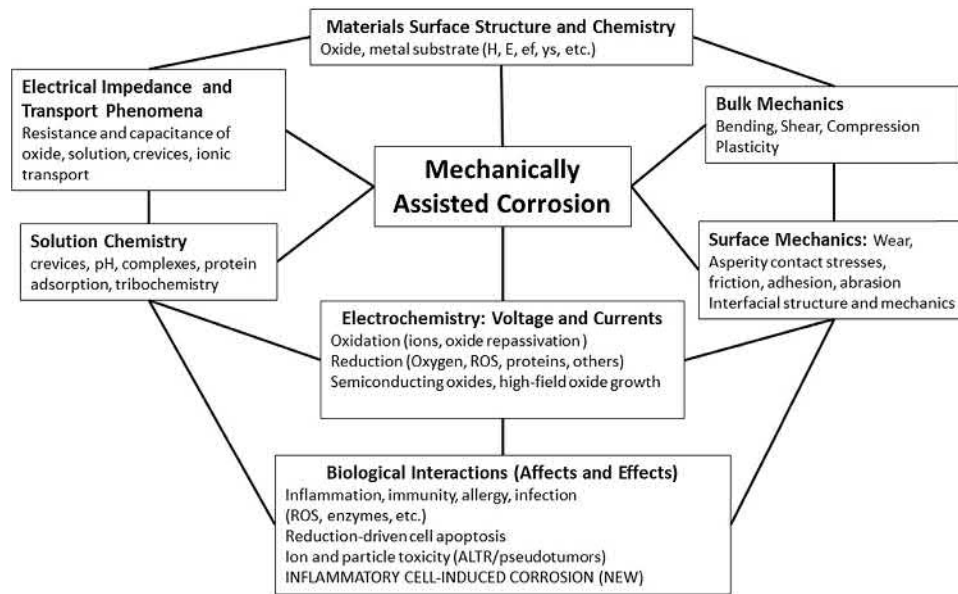 Materials Surface Structure and Chemistry
Oxide, metal substrate (H, E, ef, ys, etc.)
Electrical Impedance and
Transport Phenomena
Resistance and capacitance of
oxide, solution, crevices, ionic
transport
Bulk Mechanics
Bending, Shear, Compression
Plasticity
Mechanically
Assisted Corrosion
Solution Chemistry
crevices, pH, complexes, protein
adsorption, tribochemistry
Surface Mechanics: Wear,
Asperity contact stresses,
friction, adhesion, abrasion
Interfacial structure and mechanics
Electrochemistry: Voltage and Currents
Oxidation (ions, oxide repassivation)
Reduction (Oxygen, ROS, proteins, others)
Semiconducting oxides, high-field oxide growth
Biological Interactions (Affects and Effects)
Inflammation, immunity, allergy, infection
(ROS, enzymes, etc.)
Reduction-driven cell apoptosis
Ion and particle toxicity (ALTR/pseudotumors)
INFLAMMATORY CELL-INDUCED CORROSION (NEW)